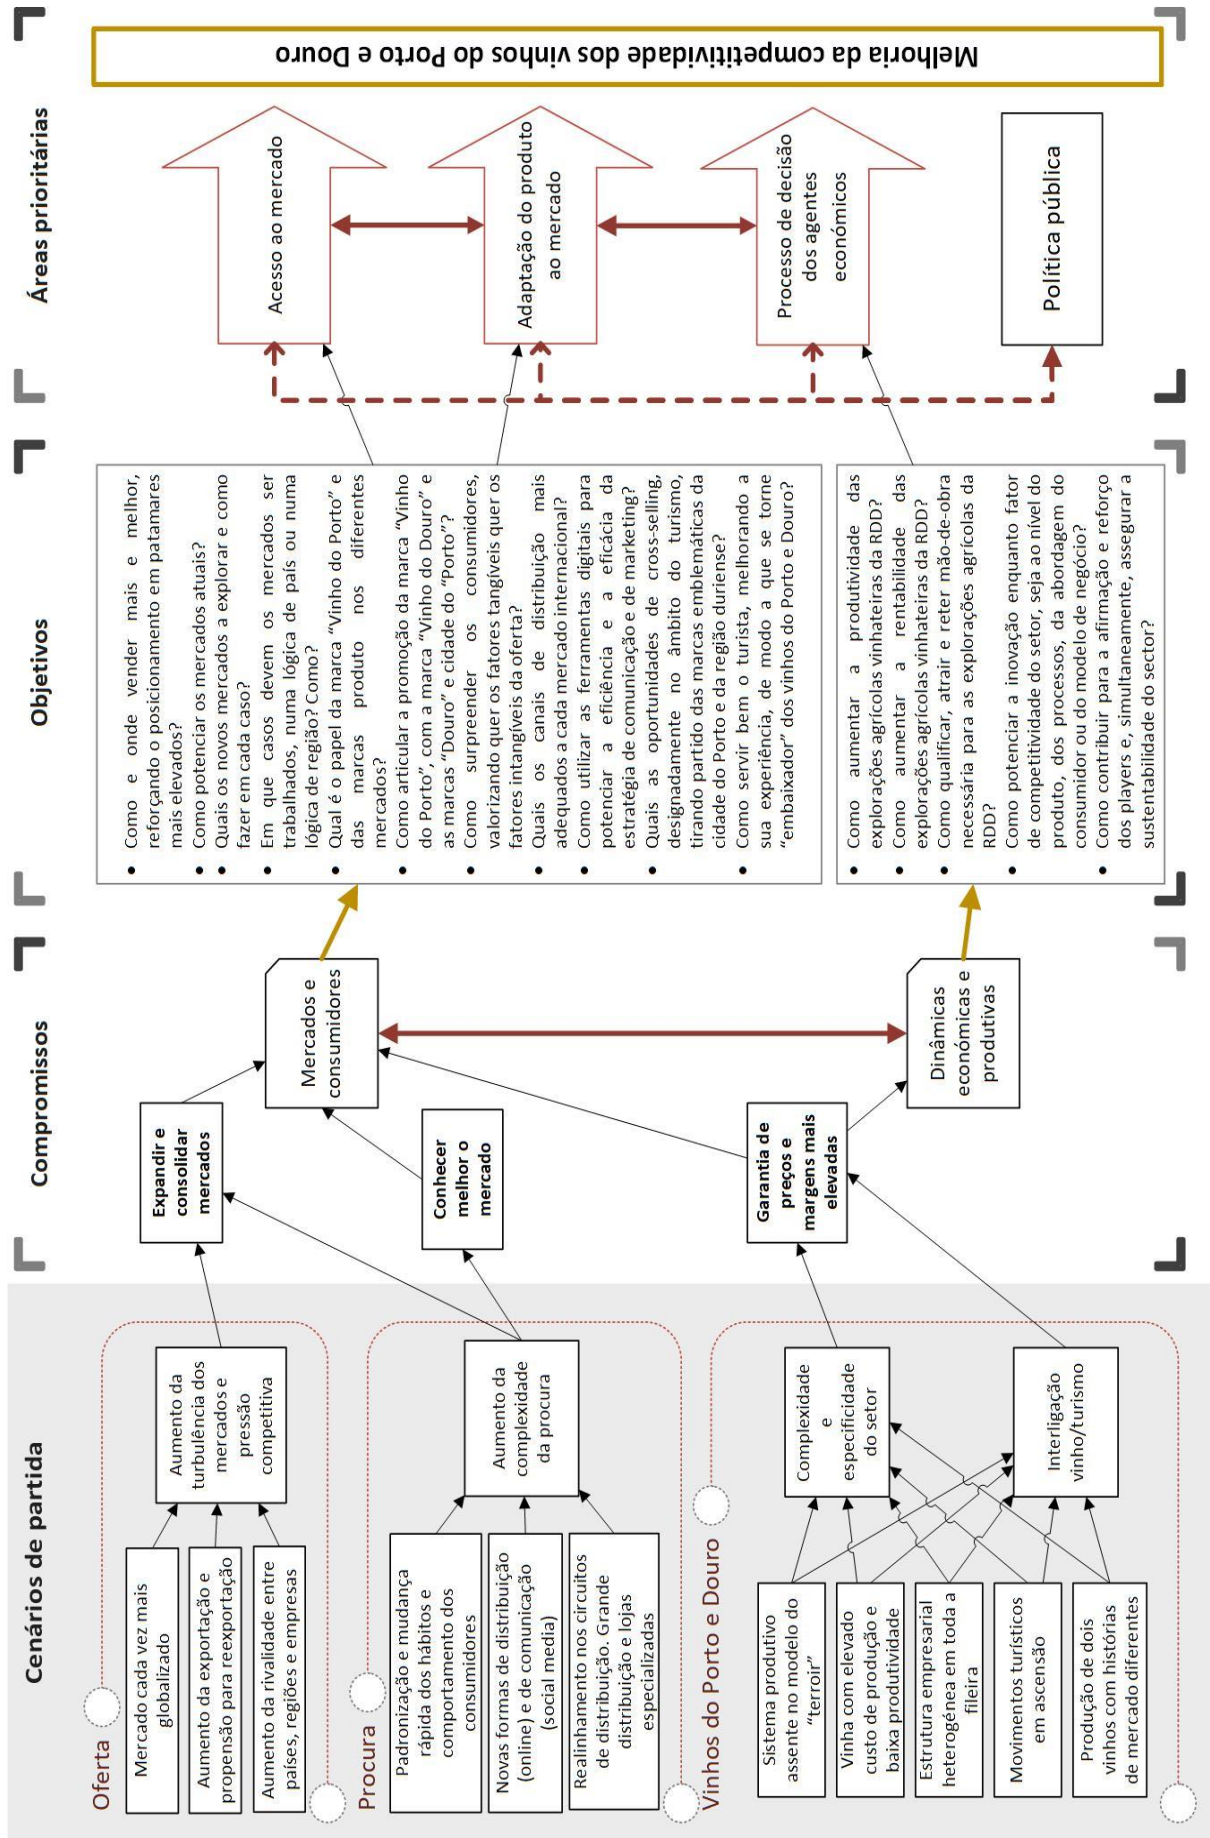 Cenários de partida
Compromissos
Objetivos
Áreas prioritárias
Oferta
Mercado cada vez mais
globalizado
Aumento da exportação e
propensão para reexportação
Aumento da rivalidade entre
países, regiões e empresas
Aumento da
turbulência dos
mercados e
pressão
competitiva
Procura
Padronização e mudança
rápida dos hábitos e
comportamento dos
consumidores
Novas formas de distribuição
(online) e de comunicação
(social media)
Realinhamento nos circuitos
de distribuição. Grande
distribuição e lojas
especializadas
Aumento da
complexidade
da procura
Vinhos do Porto e Douro
Sistema produtivo
assente no modelo do
“terroir”
Vinha com elevado
custo de produção e
baixa produtividade
Estrutura empresarial
heterogénea em toda a
fileira
Movimentos turísticos
em ascensão
Produção de dois
vinhos com histórias
de mercado diferentes
Complexidade
e
especificidade
do setor
Interligação
vinho/turismo
Expandir e
consolidar
mercados
Conhecer
melhor o
mercado
Garantia de
preços e
margens mais
elevadas
Mercados e
consumidores
Dinâmicas
económicas e
produtivas
• Como e onde vender mais e melhor,
reforçando o posicionamento em patamares
mais elevados?
• Como potenciar os mercados atuais?
• Quais os novos mercados a explorar e como
fazer em cada caso?
• Em que casos devem os mercados ser
trabalhados, numa lógica de país ou numa
lógica de região? Como?
• Qual é o papel da marca “Vinho do Porto” e
das marcas produto nos diferentes
mercados?
• Como articular a promoção da marca “Vinho
do Porto”, com a marca “Vinho do Douro” e
as marcas “Douro” e cidade do “Porto”?
• Como surpreender os consumidores,
valorizando quer os fatores tangíveis quer os
fatores intangíveis da oferta?
• Quais os canais de distribuição mais
adequados a cada mercado internacional?
• Como utilizar as ferramentas digitais para
potenciar a eficiência e a eficácia da
estratégia de comunicação e de marketing?
• Quais as oportunidades de cross-selling,
designadamente no âmbito do turismo,
tirando partido das marcas emblemáticas da
cidade do Porto e da região duriense?
• Como servir bem o turista, melhorando a
sua experiência, de modo a que se torne
“embaixador” dos vinhos do Porto e Douro?
• Como aumentar a produtividade das
explorações agrícolas vinhateiras da RDD?
• Como aumentar a rentabilidade das
explorações agrícolas vinhateiras da RDD?
• Como qualificar, atrair e reter mão-de-obra
necessária para as explorações agrícolas da
RDD?
• Como potenciar a inovação enquanto fator
de competitividade do setor, seja ao nível do
produto, dos processos, da abordagem do
consumidor ou do modelo de negócio?
• Como contribuir para a afirmação e reforço
dos players e, simultaneamente, assegurar a
sustentabilidade do sector?
Acesso ao mercado
Adaptação do produto
ao mercado
Processo de decisão
dos agentes
económicos
Política pública
Melhoria da competitividade dos vinhos do Porto e Douro